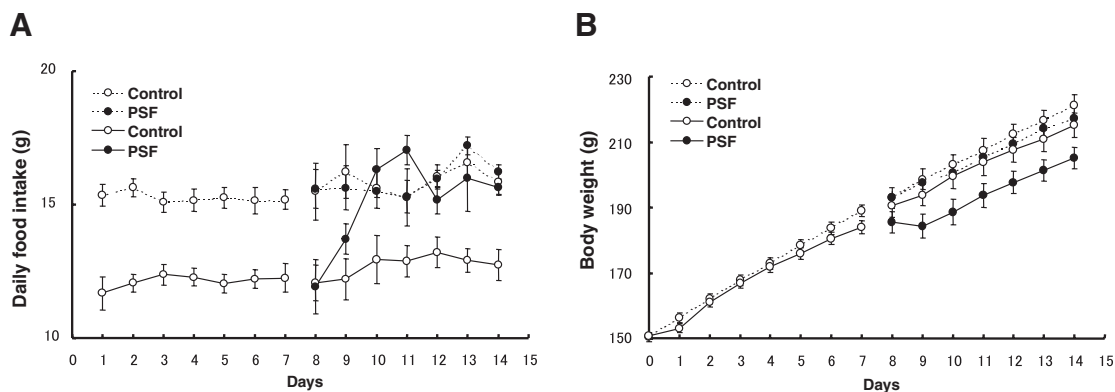 A
Daily food intake (g)
20
15
10
Control
PSF
Control
PSF
0 1 2 3 4 5 6 7 8 9 10 11 12 13 14 15
Days
B
Body weight (g)
230
210
190
170
150
Control
PSF
Control
PSF
0 1 2 3 4 5 6 7 8 9 10 11 12 13 14 15
Days